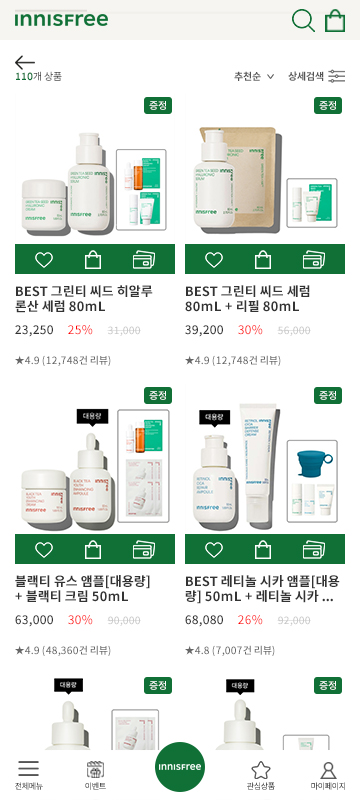 innisfree
110개 상품
추천순
상세검색
증정
증정
BEST 그린티 씨드 히알루
론산 세럼 80mL
23,250 25% 31,000
★4.9 (12,748건 리뷰)
BEST 그린티 씨드 세럼
80mL + 리필 80mL
39,200 30% 56,000
★4.9 (12,748건 리뷰)
증정
대용량
증정
대용량
블랙티 유스 앰플[대용량]
+ 블랙티 크림 50mL
63,000 30% 90,000
★4.9 (48,360건 리뷰)
BEST 레티놀 시카 앰플[대용
량] 50mL + 레티놀 시카 ...
68,080 26% 92,000
★4.8 (7,007건 리뷰)
대용량
증정
대용량
증정
전체메뉴
이벤트
innisfree
관심상품
마이페이지